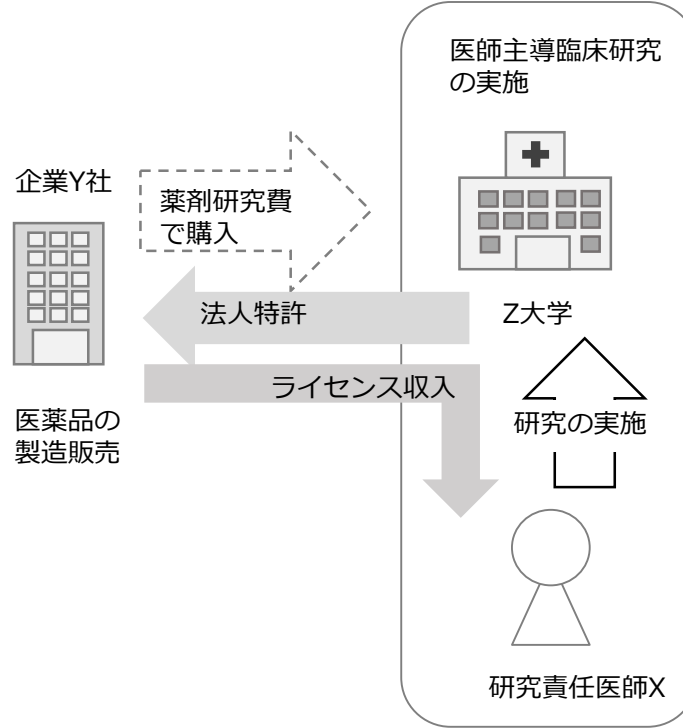 医師主導臨床研究
の実施
企業Y社
薬剤研究費
で購入
法人特許
Z大学
ライセンス収入
医薬品の
製造販売
研究の実施
研究責任医師X